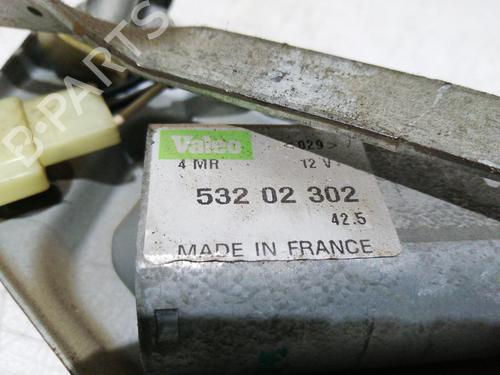 B-PARTS
Valeo <029>
4 MR 12 V
532 02 302
42.5
MADE IN FRANCE